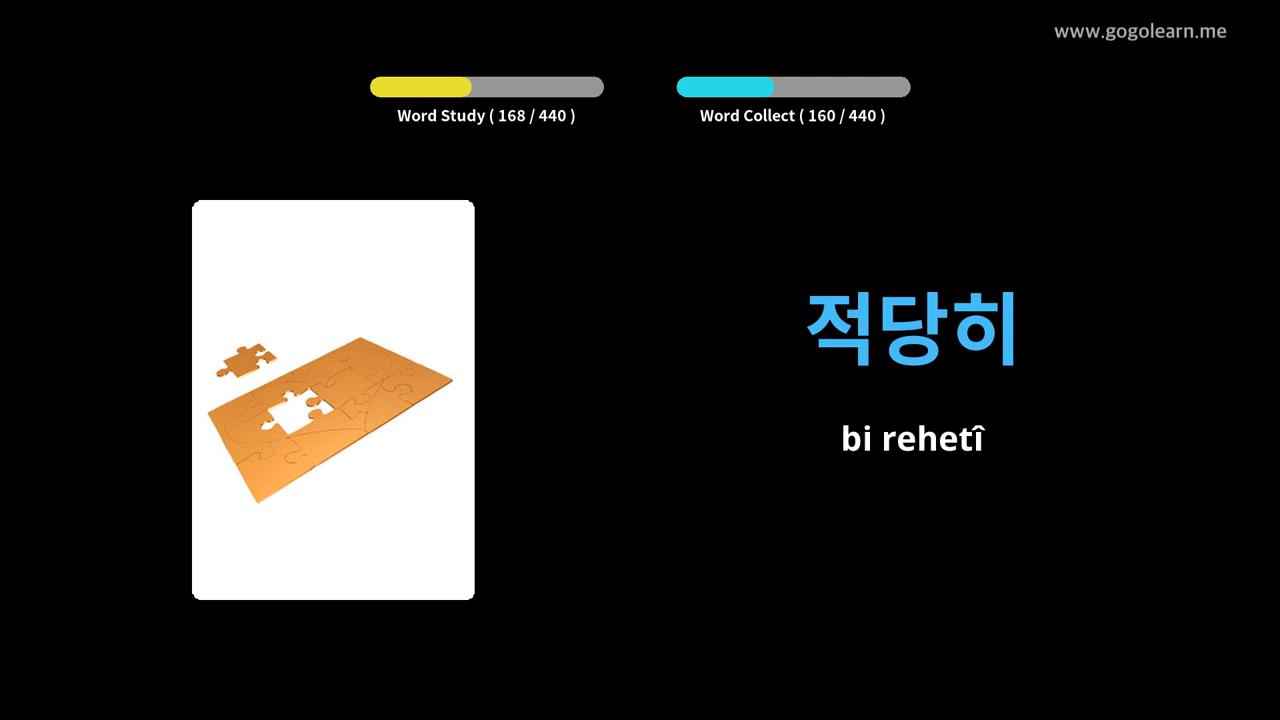 www.gogolearn.me
Word Study ( 168 / 440 )
Word Collect ( 160 / 440 )
적당히
bi rehetî